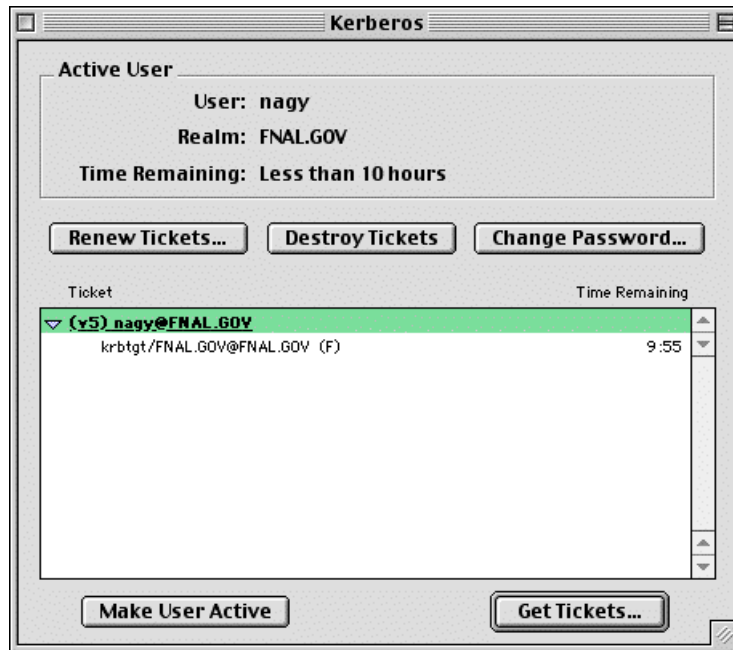 Kerberos
Active User
User: nagy
Realm: FNAL.GOV
Time Remaining: Less than 10 hours
Renew Tickets... Destroy Tickets Change Password...
Ticket Time Remaining
(v5) nagy@FNAL.GOV
krbtgt/FNAL.GOV@FNAL.GOV (F) 9:55
Make User Active Get Tickets...